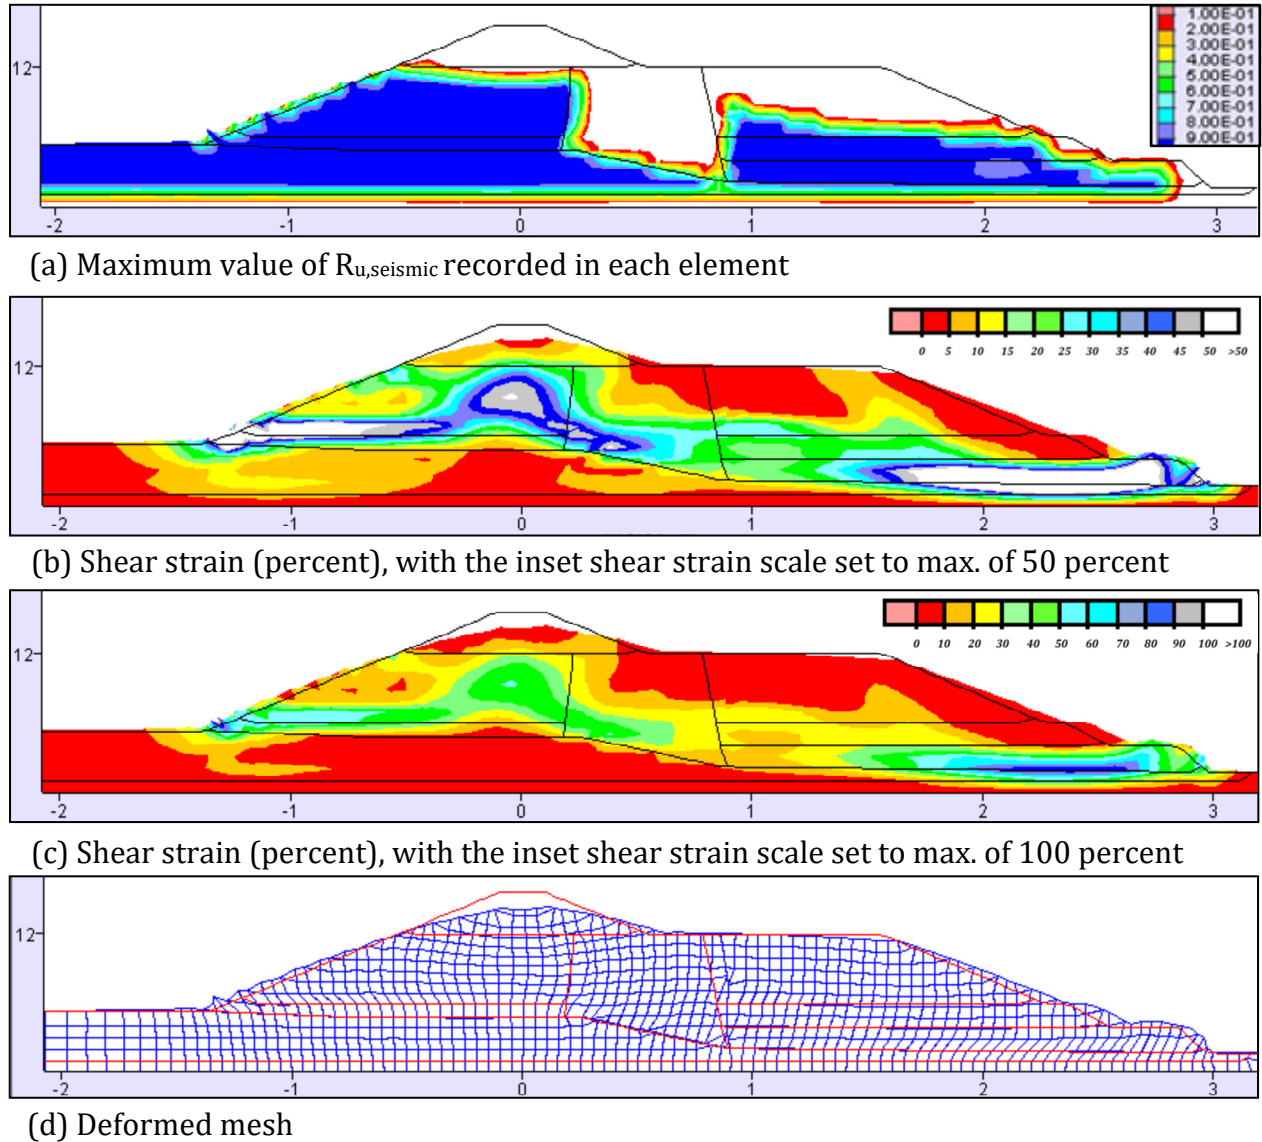 1.00E-01
2.00E-01
3.00E-01
4.00E-01
5.00E-01
6.00E-01
7.00E-01
8.00E-01
9.00E-01
12
-2 -1 0 1 2 3
(a) Maximum value of Ru,seismic recorded in each element
0 5 10 15 20 25 30 35 40 45 50 >50
12
-2 -1 0 1 2 3
(b) Shear strain (percent), with the inset shear strain scale set to max. of 50 percent
0 10 20 30 40 50 60 70 80 90 100 >100
12
-2 -1 0 1 2 3
(c) Shear strain (percent), with the inset shear strain scale set to max. of 100 percent
12
-2 -1 0 1 2 3
(d) Deformed mesh